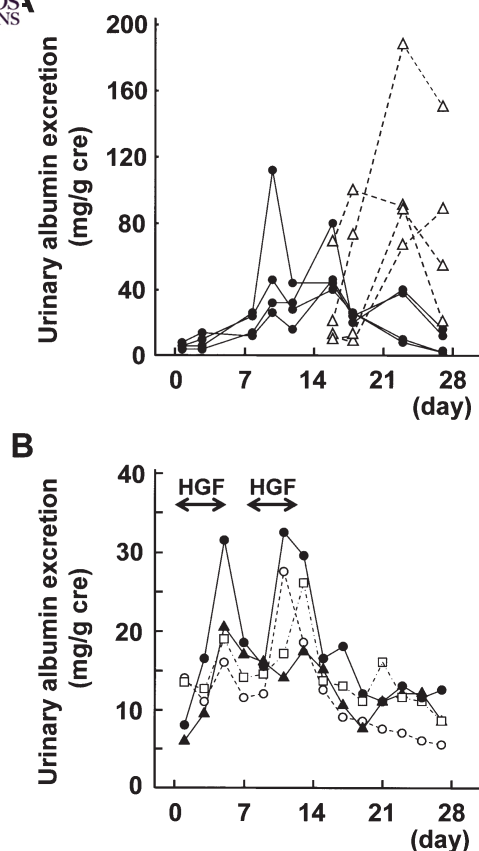 A
NS
200
160
120
80
40
0
Urinary albumin excretion
(mg/g cre)
0 7 14 21 28
(day)
B
40
30
20
10
0
Urinary albumin excretion
(mg/g cre)
HGF HGF
0 7 14 21 28
(day)